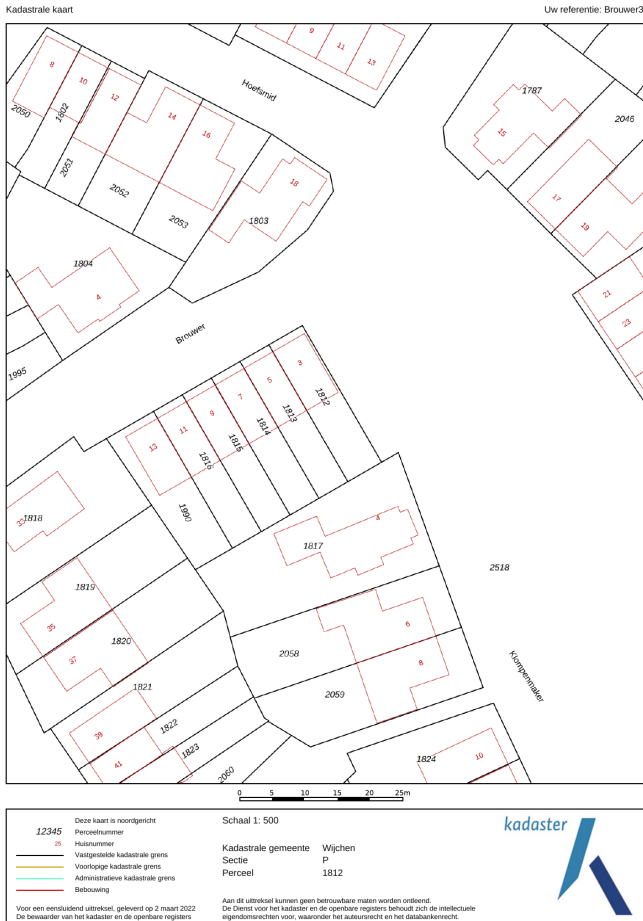 Kadastrale kaart
Uw referentie: Brouwer3
9
11
13
8
10
12
14
16
18
Hoefsmid
2050
1802
2051
2052
2053
1803
1787
15
2046
17
19
21
23
1804
4
1995
Brouwer
3
5
7
9
11
13
1812
1813
1814
1815
1816
1990
1818
33
1817
4
2518
1819
35
1820
37
1821
2058
6
8
2059
Klompenmaker
39
1822
41
1823
2060
1824
10
0 5 10 15 20 25m
Deze kaart is noordgericht
12345 Perceelnummer
25 Huisnummer
Vastgestelde kadastrale grens
Voorlopige kadastrale grens
Administratieve kadastrale grens
Bebouwing
Voor een eensluidend uittreksel, geleverd op 2 maart 2022
De bewaarder van het kadaster en de openbare registers
Schaal 1: 500
Kadastrale gemeente Wijchen
Sectie P
Perceel 1812
Aan dit uittreksel kunnen geen betrouwbare maten worden ontleend.
De Dienst voor het kadaster en de openbare registers behoudt zich de intellectuele
eigendomsrechten voor, waaronder het auteursrecht en het databankenrecht.
kadaster